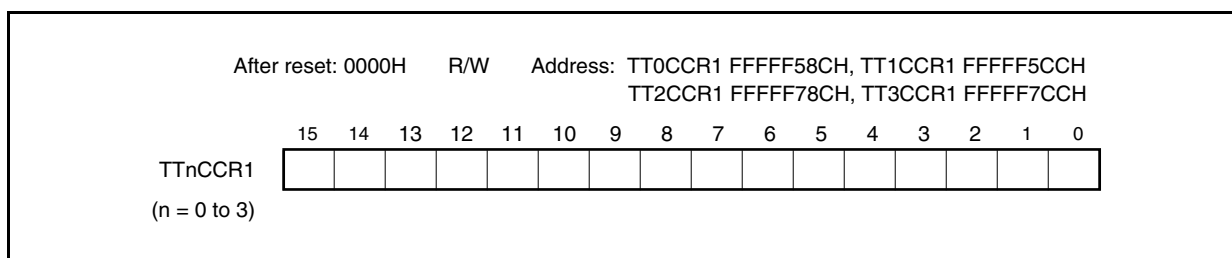 After reset: 0000H R/W Address: TT0CCR1 FFFFF58CH, TT1CCR1 FFFFF5CCH
TT2CCR1 FFFFF78CH, TT3CCR1 FFFFF7CCH
15 14 13 12 11 10 9 8 7 6 5 4 3 2 1 0
TTnCCR1
(n = 0 to 3)